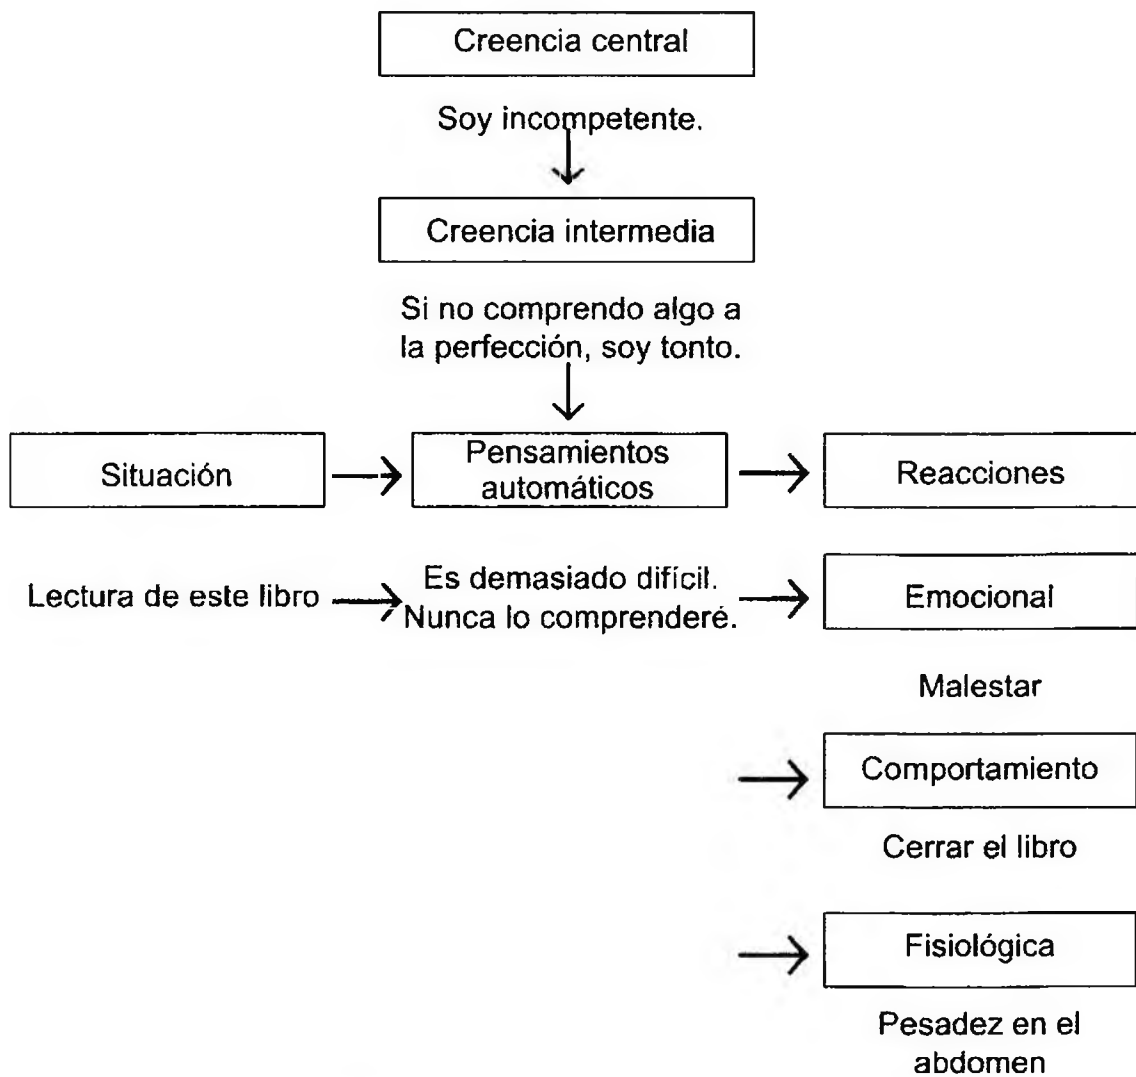 Creencia central
Soy incompetente.
Creencia intermedia
Si no comprendo algo a
la perfección, soy tonto.
Situación
Pensamientos
automáticos
Reacciones
Lectura de este libro
Es demasiado difícil.
Nunca lo comprenderé.
Emocional
Malestar
Comportamiento
Cerrar el libro
Fisiológica
Pesadez en el
abdomen